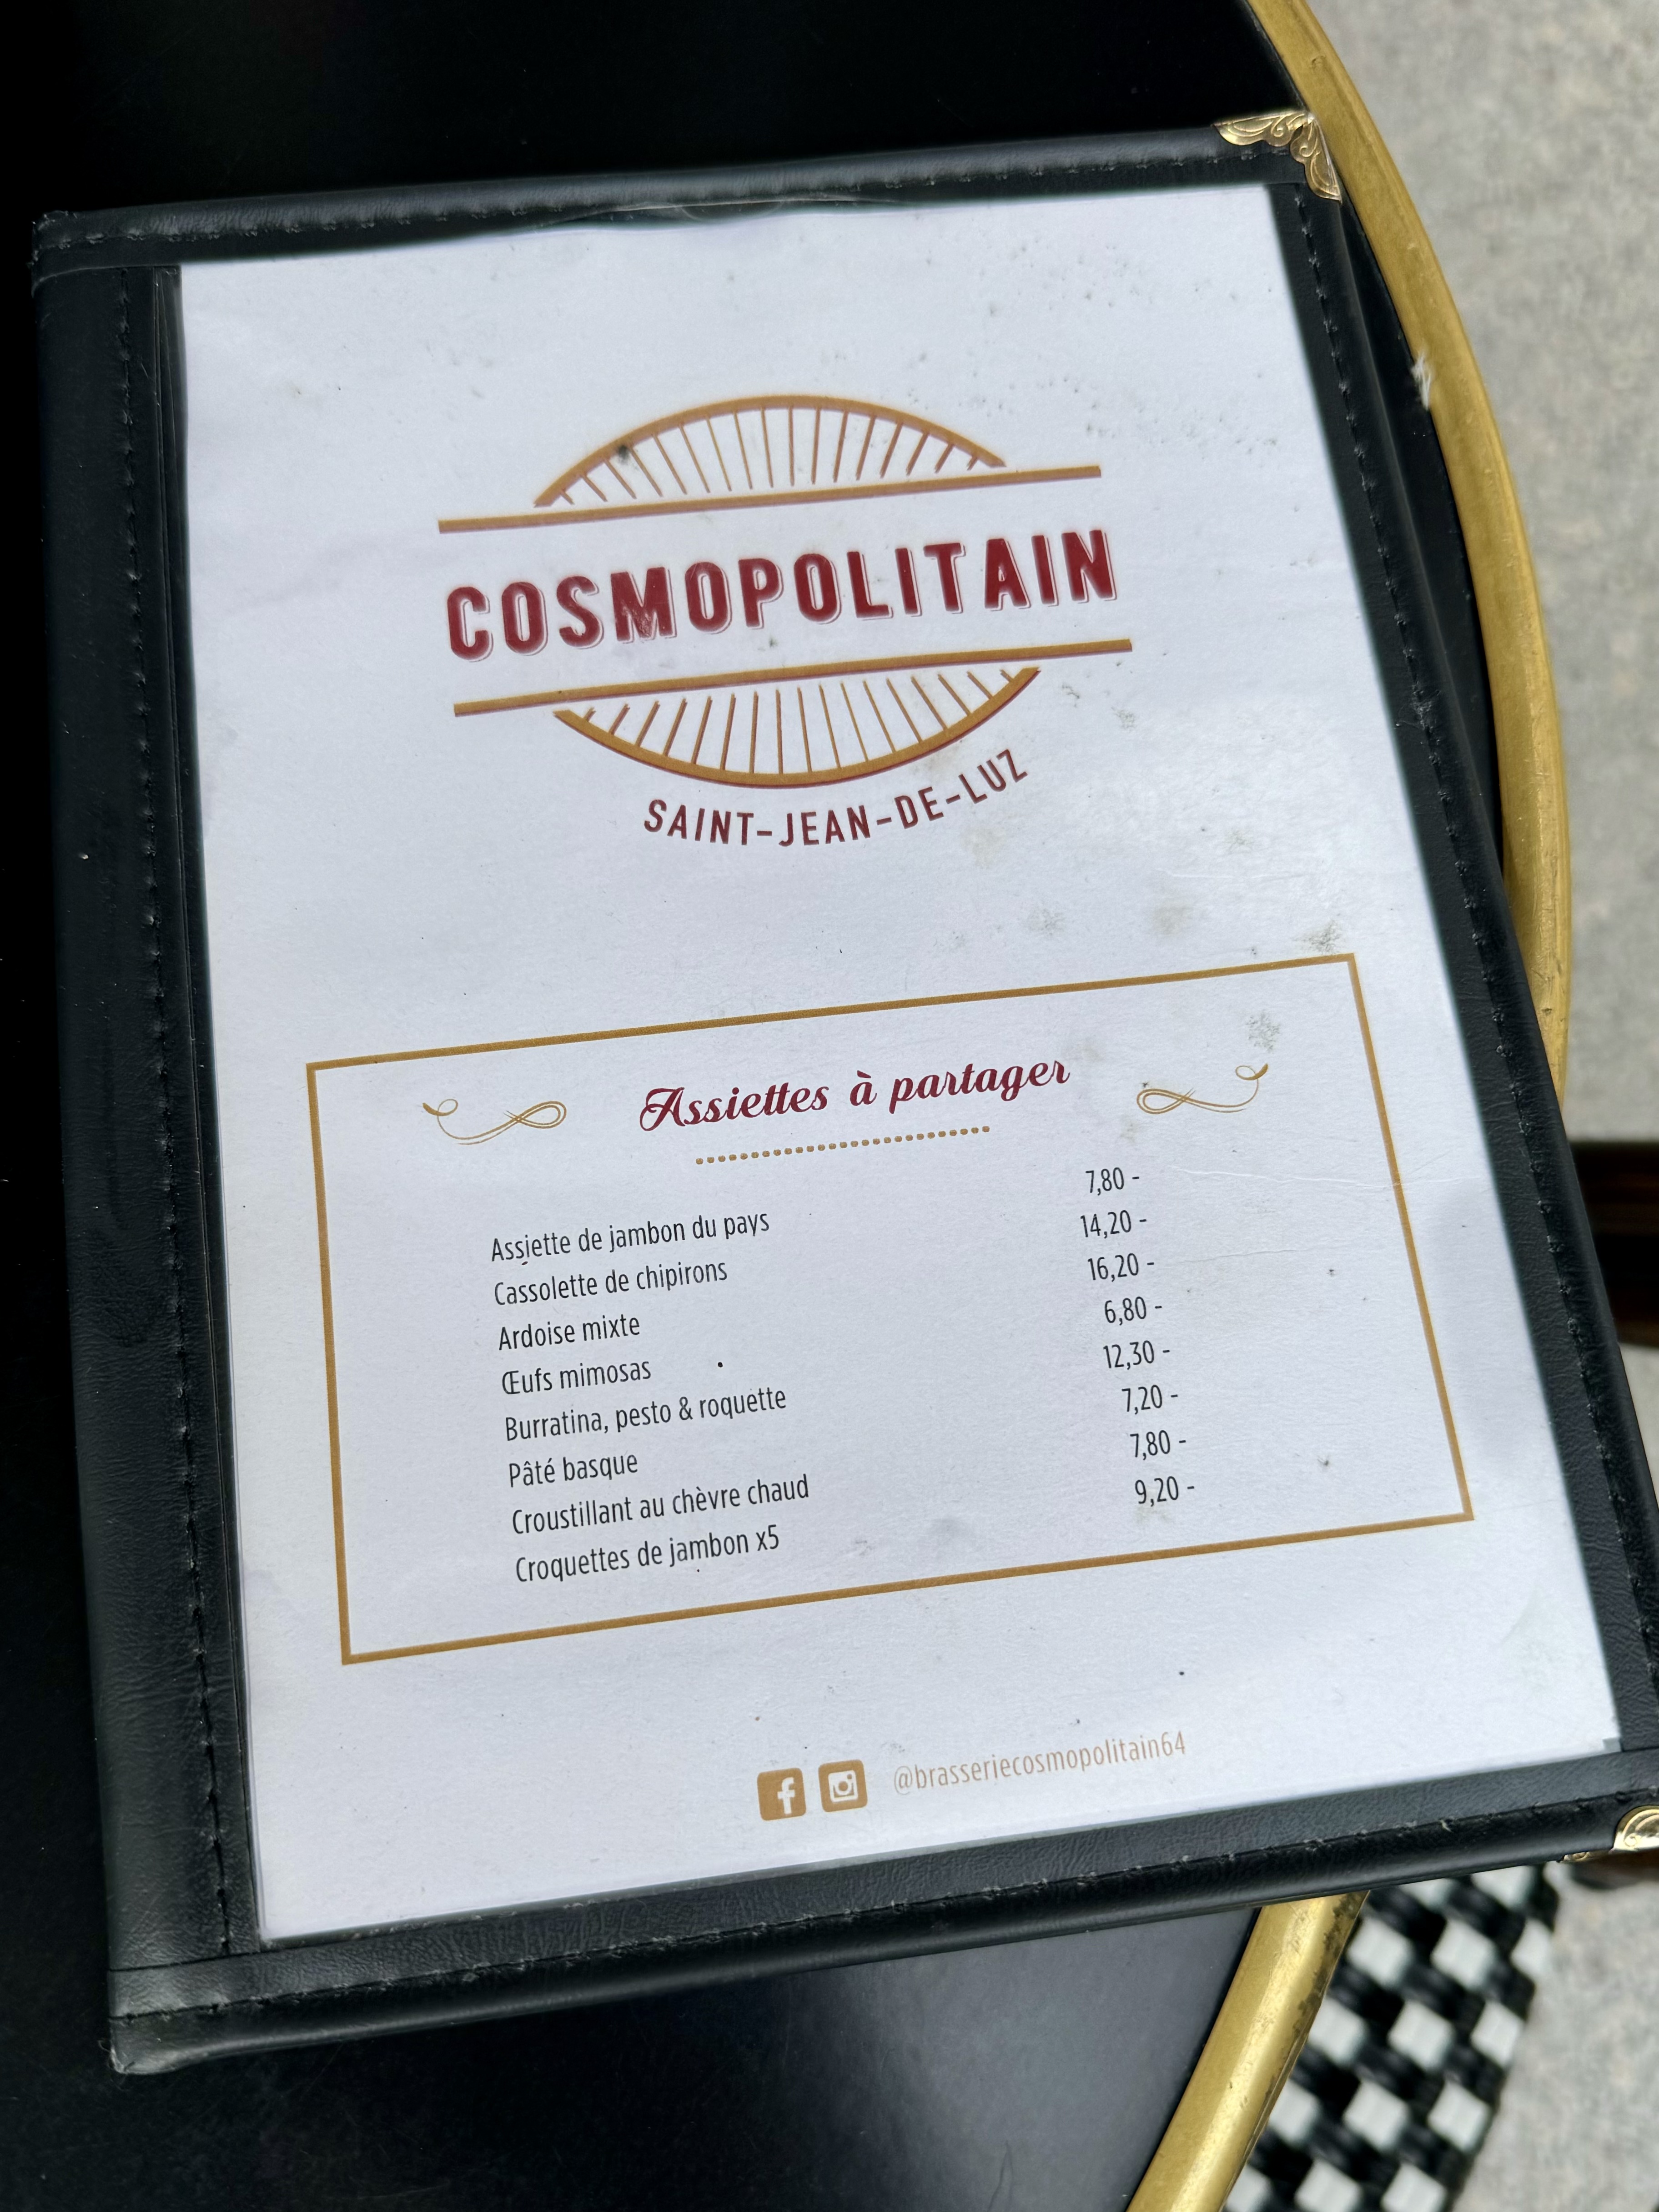 COSMOPOLITAIN
SAINT-JEAN-DE-LUZ
Assiettes à partager
Assiette de jambon du pays 7,80 -
Cassolette de chipirons 14,20 -
Ardoise mixte 16,20 -
Œufs mimosas 6,80 -
Burratina, pesto & roquette 12,30 -
Pâté basque 7,20 -
Croustillant au chèvre chaud 7,80 -
Croquettes de jambon x5 9,20 -
@brasseriecosmopolitain64